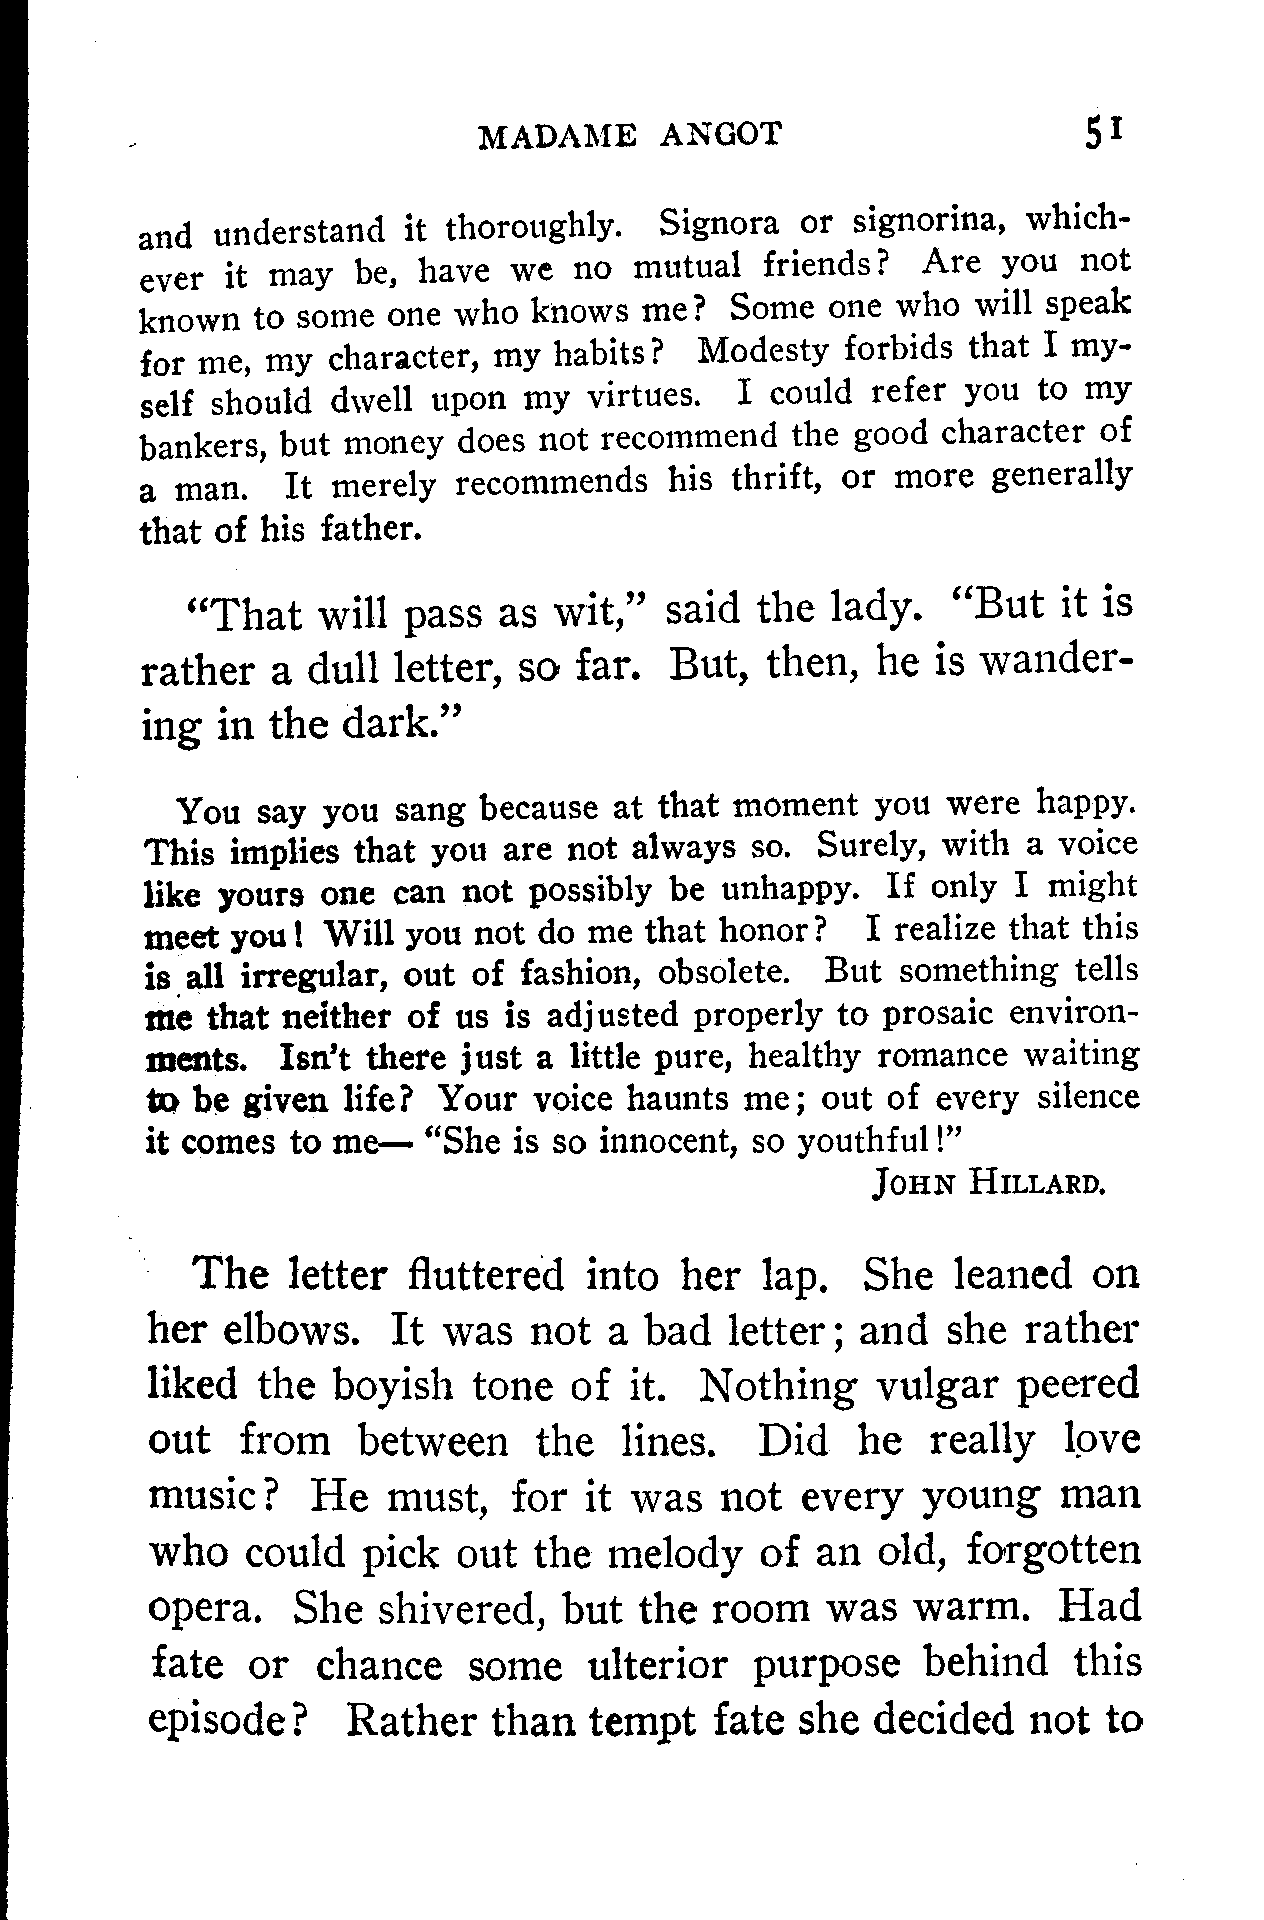 MADAME ANGOT 51
and understand it thoroughly. Signora or signorina, which-
ever it may be, have we no mutual friends? Are you not
known to some one who knows me? Some one who will speak
for me, my character, my habits? Modesty forbids that I my-
self should dwell upon my virtues. I could refer you to my
bankers, but money does not recommend the good character of
a man. It merely recommends his thrift, or more generally
that of his father.
“That will pass as wit,” said the lady. “But it is
rather a dull letter, so far. But, then, he is wander-
ing in the dark.”
You say you sang because at that moment you were happy.
This implies that you are not always so. Surely, with a voice
like yours one can not possibly be unhappy. If only I might
meet you! Will you not do me that honor? I realize that this
is all irregular, out of fashion, obsolete. But something tells
me that neither of us is adjusted properly to prosaic environ-
ments. Isn’t there just a little pure, healthy romance waiting
to be given life? Your voice haunts me; out of every silence
it comes to me— “She is so innocent, so youthful!”
JOHN HILLARD.
The letter fluttered into her lap. She leaned on
her elbows. It was not a bad letter; and she rather
liked the boyish tone of it. Nothing vulgar peered
out from between the lines. Did he really love
music? He must, for it was not every young man
who could pick out the melody of an old, forgotten
opera. She shivered, but the room was warm. Had
fate or chance some ulterior purpose behind this
episode? Rather than tempt fate she decided not to